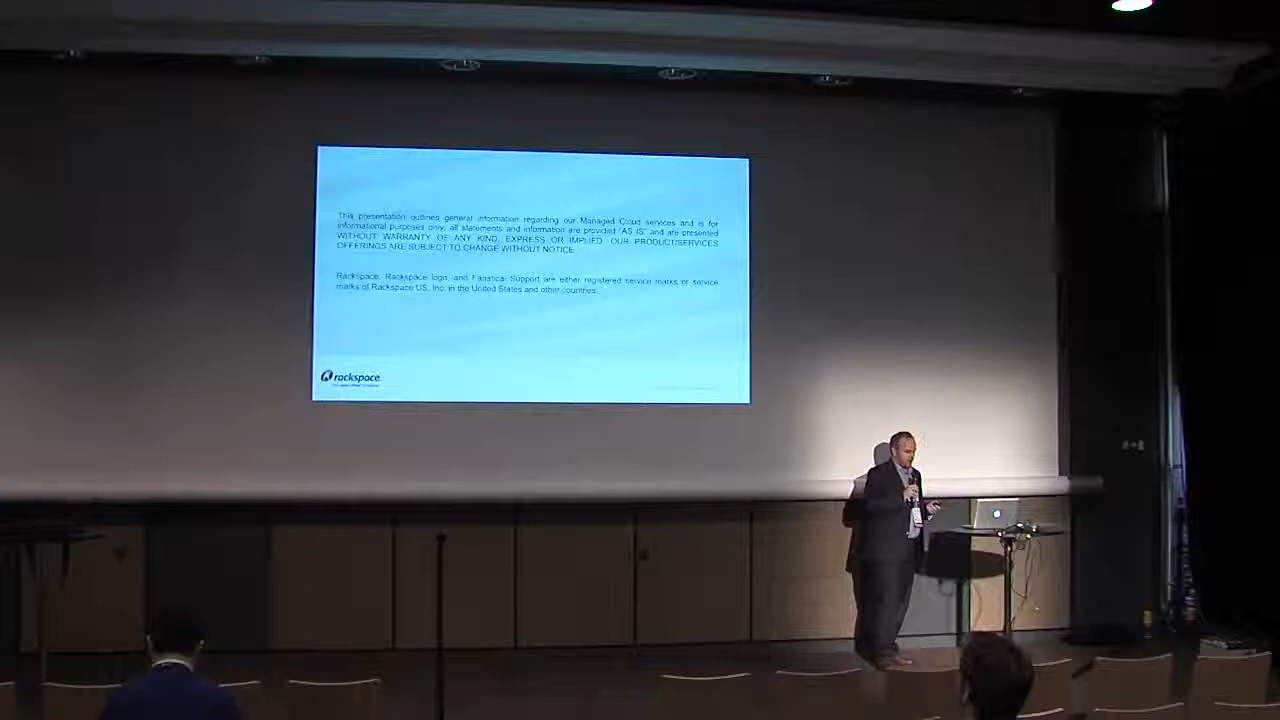 This presentation outlines general information regarding our Managed Cloud services and is for
informational purposes only; all statements and information are provided "AS IS" and are presented
WITHOUT WARRANTY OF ANY KIND, EXPRESS OR IMPLIED. OUR PRODUCT/SERVICES
OFFERINGS ARE SUBJECT TO CHANGE WITHOUT NOTICE.
Rackspace, Rackspace logo, and Fanatical Support are either registered service marks or service
marks of Rackspace US, Inc. in the United States and other countries.
rackspace